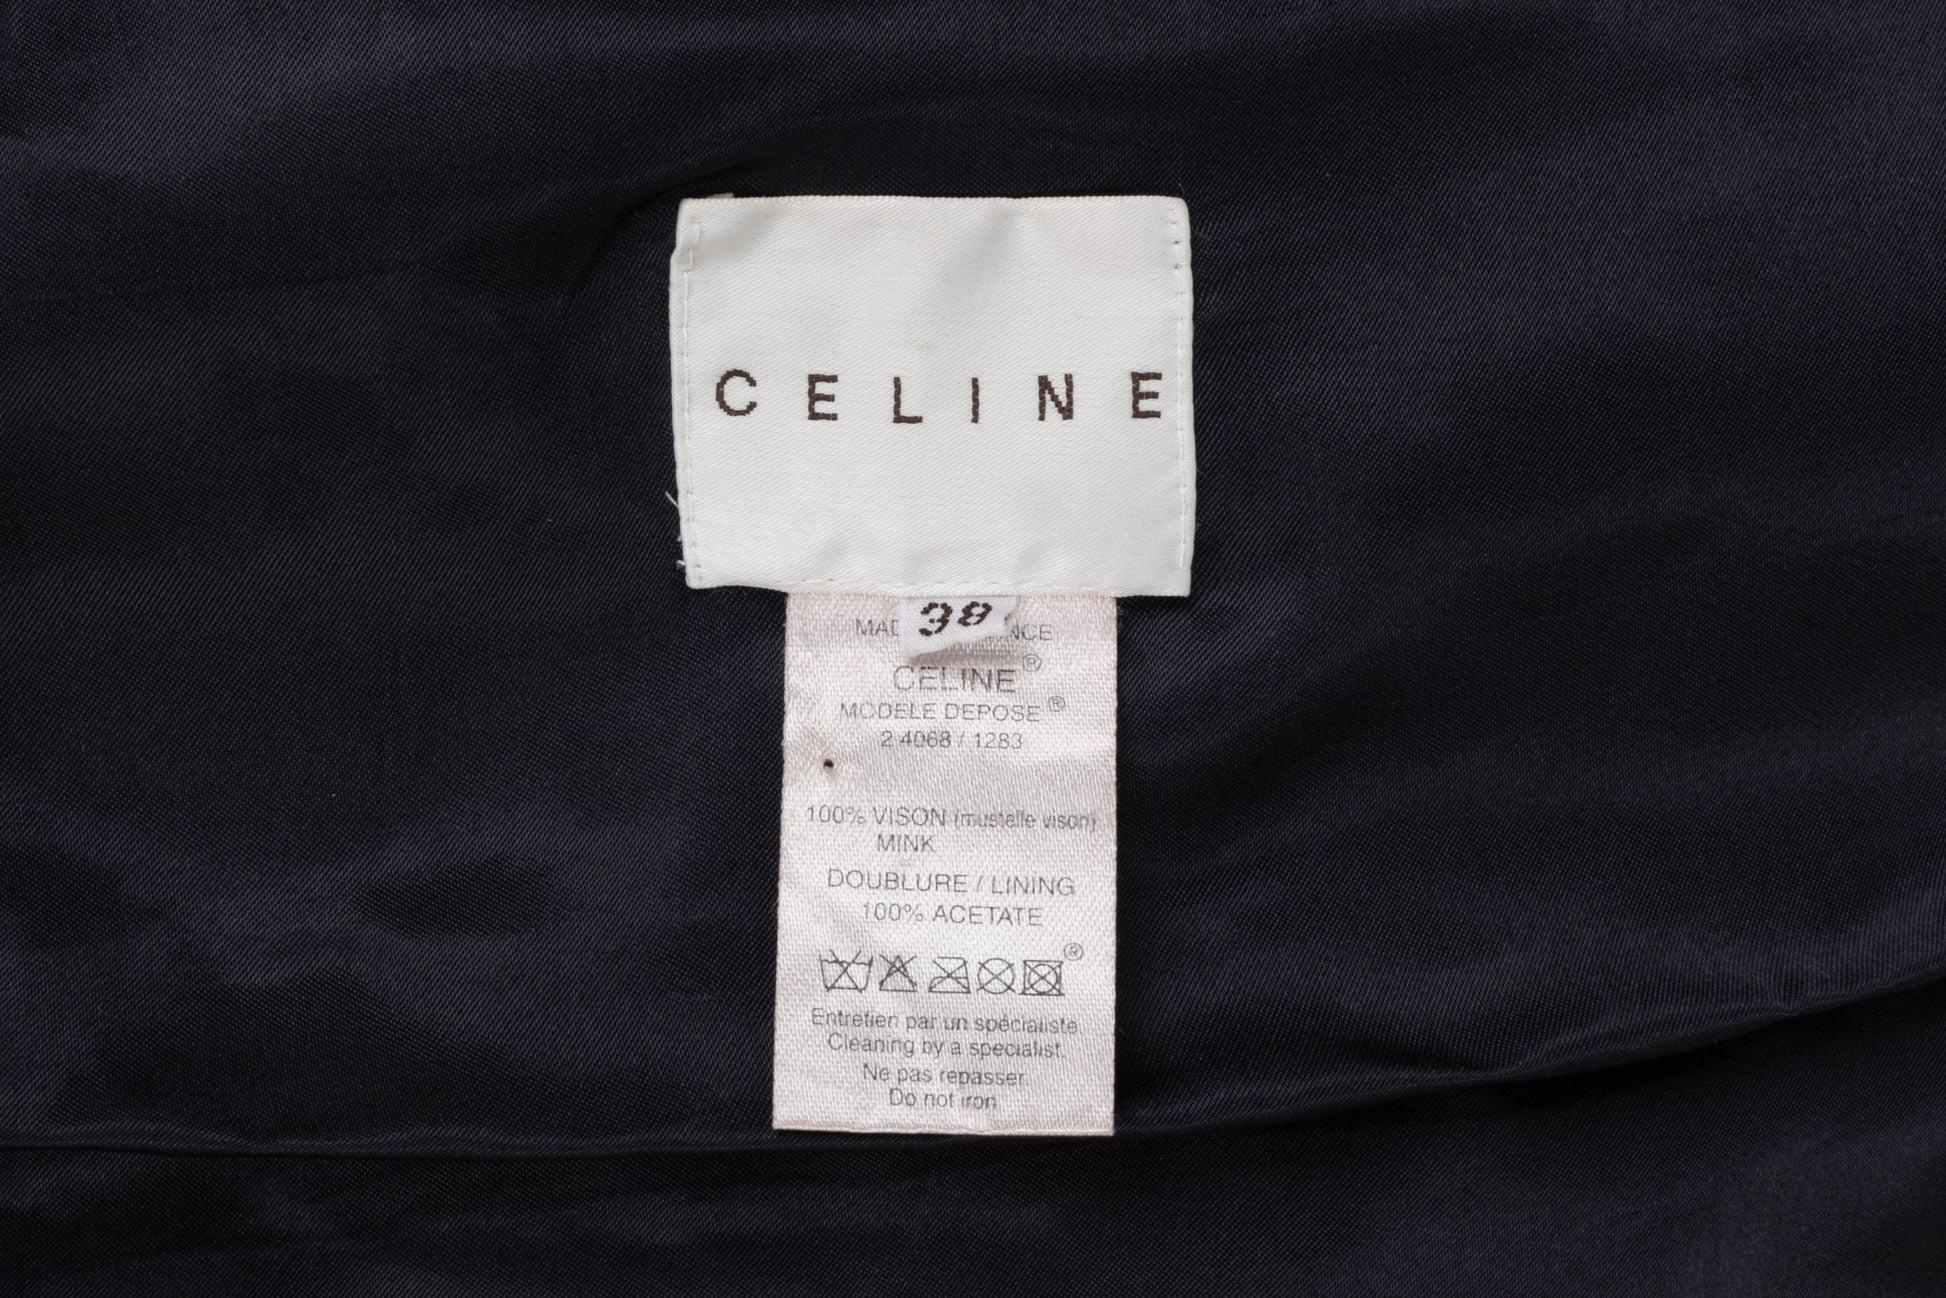 CELINE
38
MAD NCE
CELINE®
MODELE DEPOSE®
2 4068 / 1283
100% VISON (mustelle vison)
MINK
DOUBLURE / LINING
100% ACETATE
®
Entretien par un spécialiste
Cleaning by a specialist.
Ne pas repasser.
Do not iron